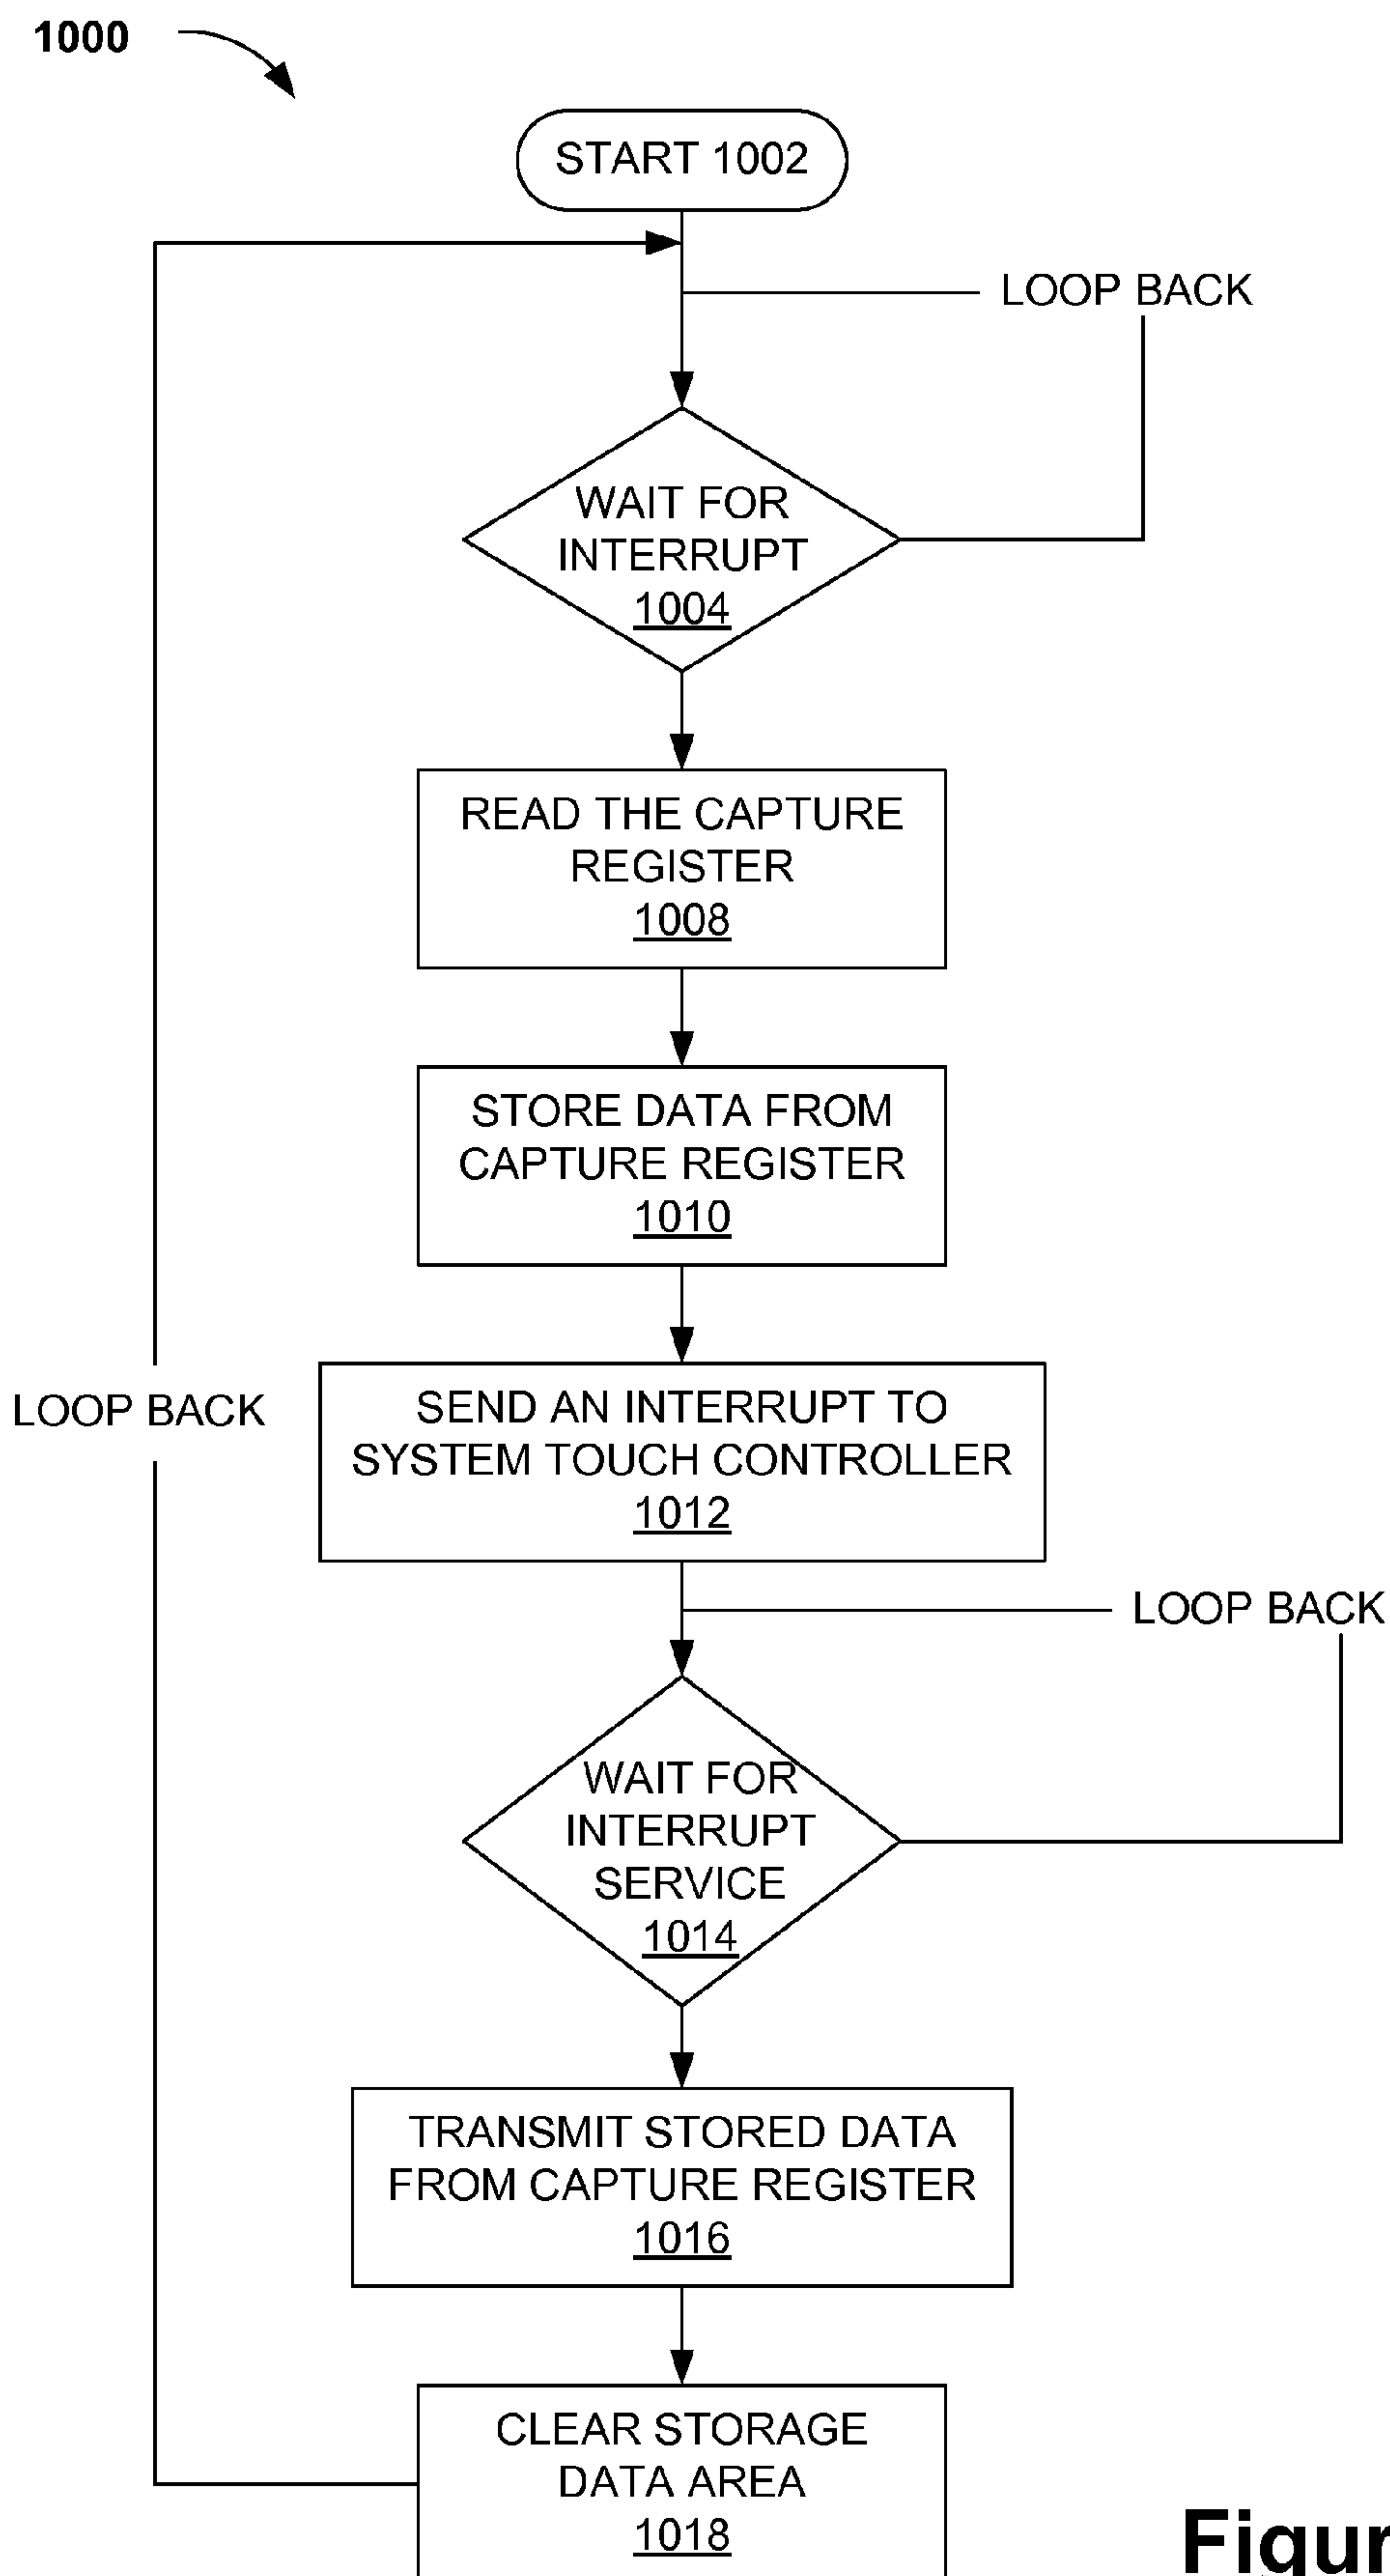 1000
START 1002
LOOP BACK
WAIT FOR
INTERRUPT
1004
READ THE CAPTURE
REGISTER
1008
STORE DATA FROM
CAPTURE REGISTER
1010
LOOP BACK
SEND AN INTERRUPT TO
SYSTEM TOUCH CONTROLLER
1012
LOOP BACK
WAIT FOR
INTERRUPT
SERVICE
1014
TRANSMIT STORED DATA
FROM CAPTURE REGISTER
1016
CLEAR STORAGE
DATA AREA
1018